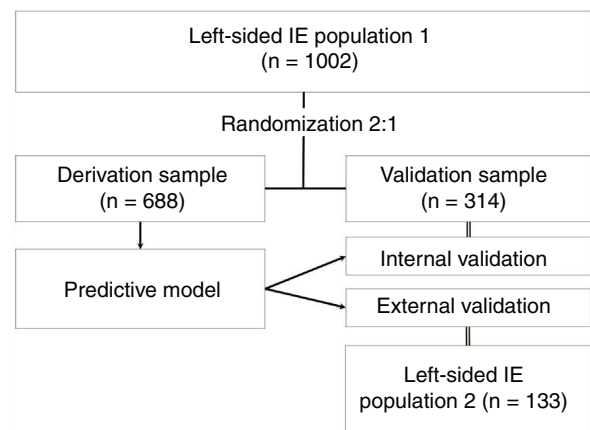 Left-sided IE population 1
(n = 1002)
Randomization 2:1
Derivation sample
(n = 688)
Validation sample
(n = 314)
Predictive model
Internal validation
External validation
Left-sided IE
population 2 (n = 133)